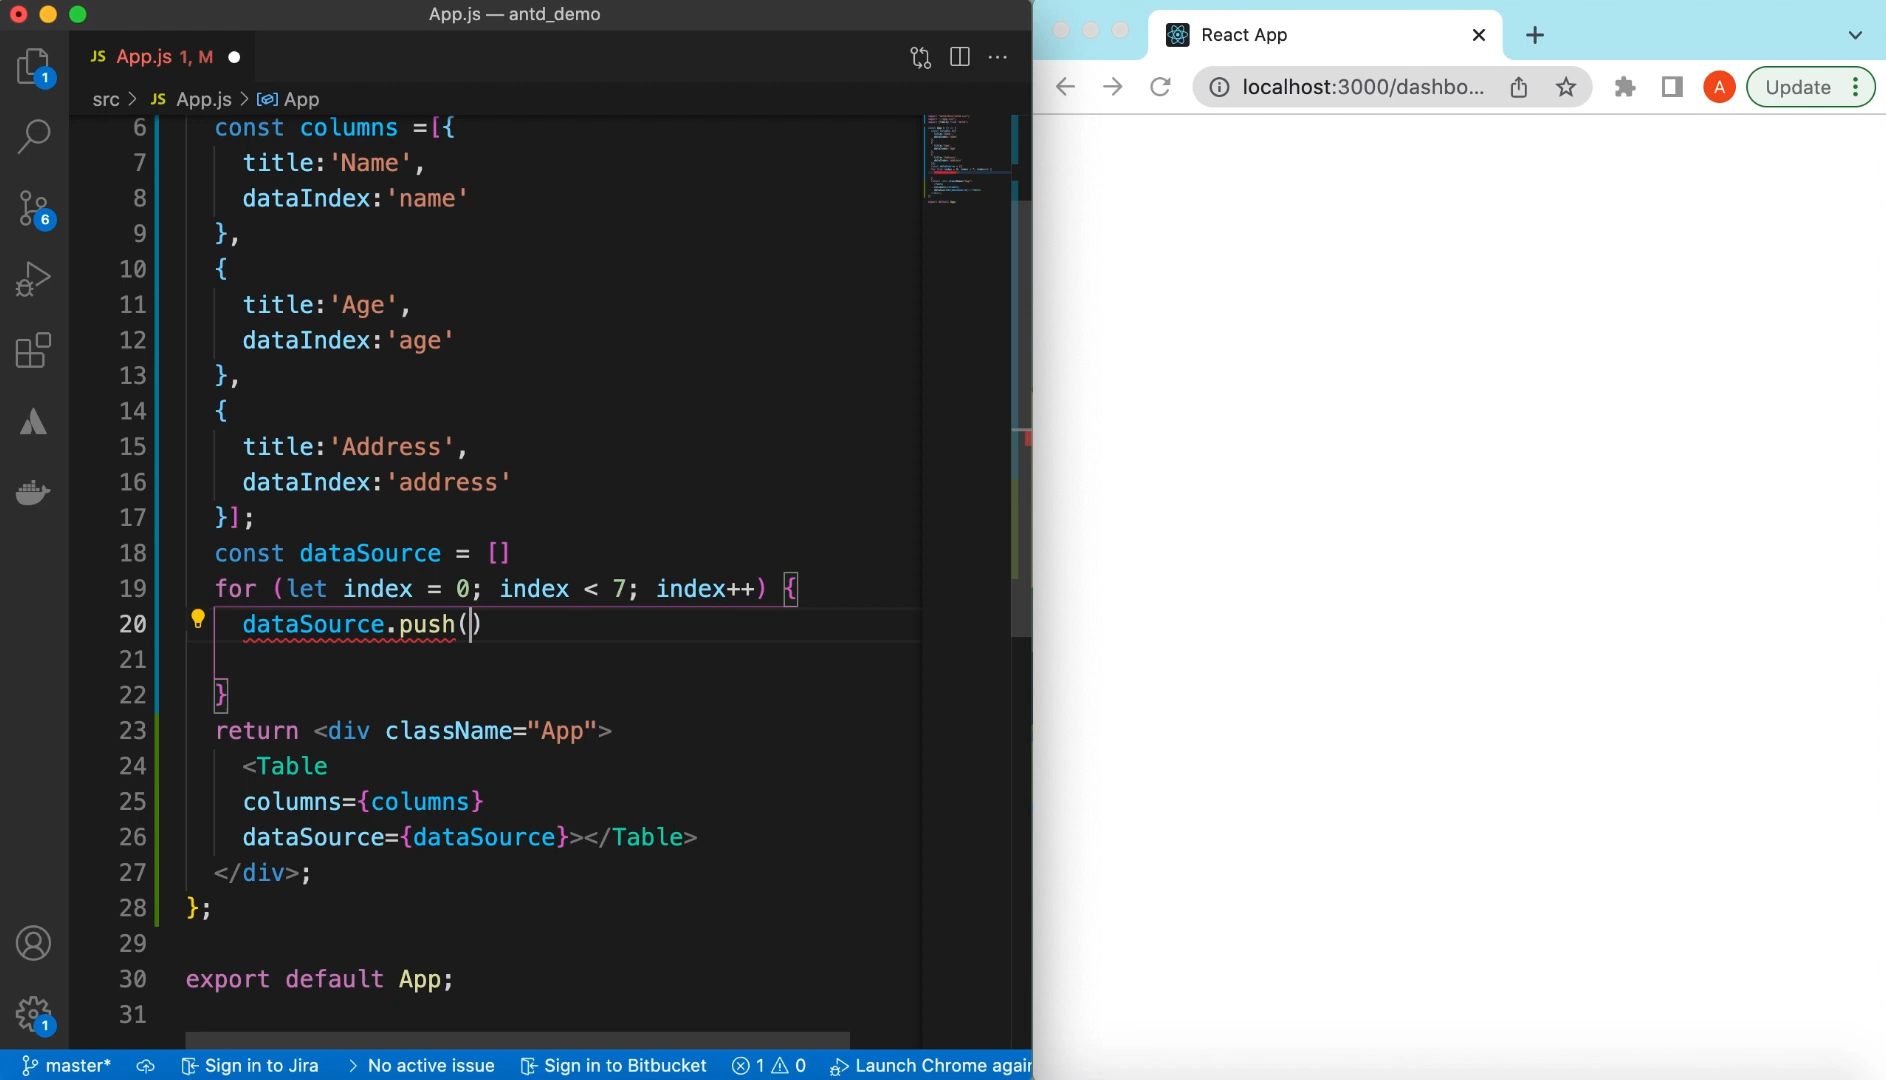 App.js — antd_demo
JS App.js 1, M
src > JS App.js > App
6 const columns =[{
7 title:'Name',
8 dataIndex:'name'
9 },
10 {
11 title:'Age',
12 dataIndex:'age'
13 },
14 {
15 title:'Address',
16 dataIndex:'address'
17 }];
18 const dataSource = []
19 for (let index = 0; index < 7; index++) {
20 dataSource.push()
21
22 }
23 return <div className="App">
24 <Table
25 columns={columns}
26 dataSource={dataSource}></Table>
27 </div>;
28 };
29
30 export default App;
31
1
6
1
master* Sign in to Jira > No active issue Sign in to Bitbucket 1 0 Launch Chrome again
React App
localhost:3000/dashbo... A Update